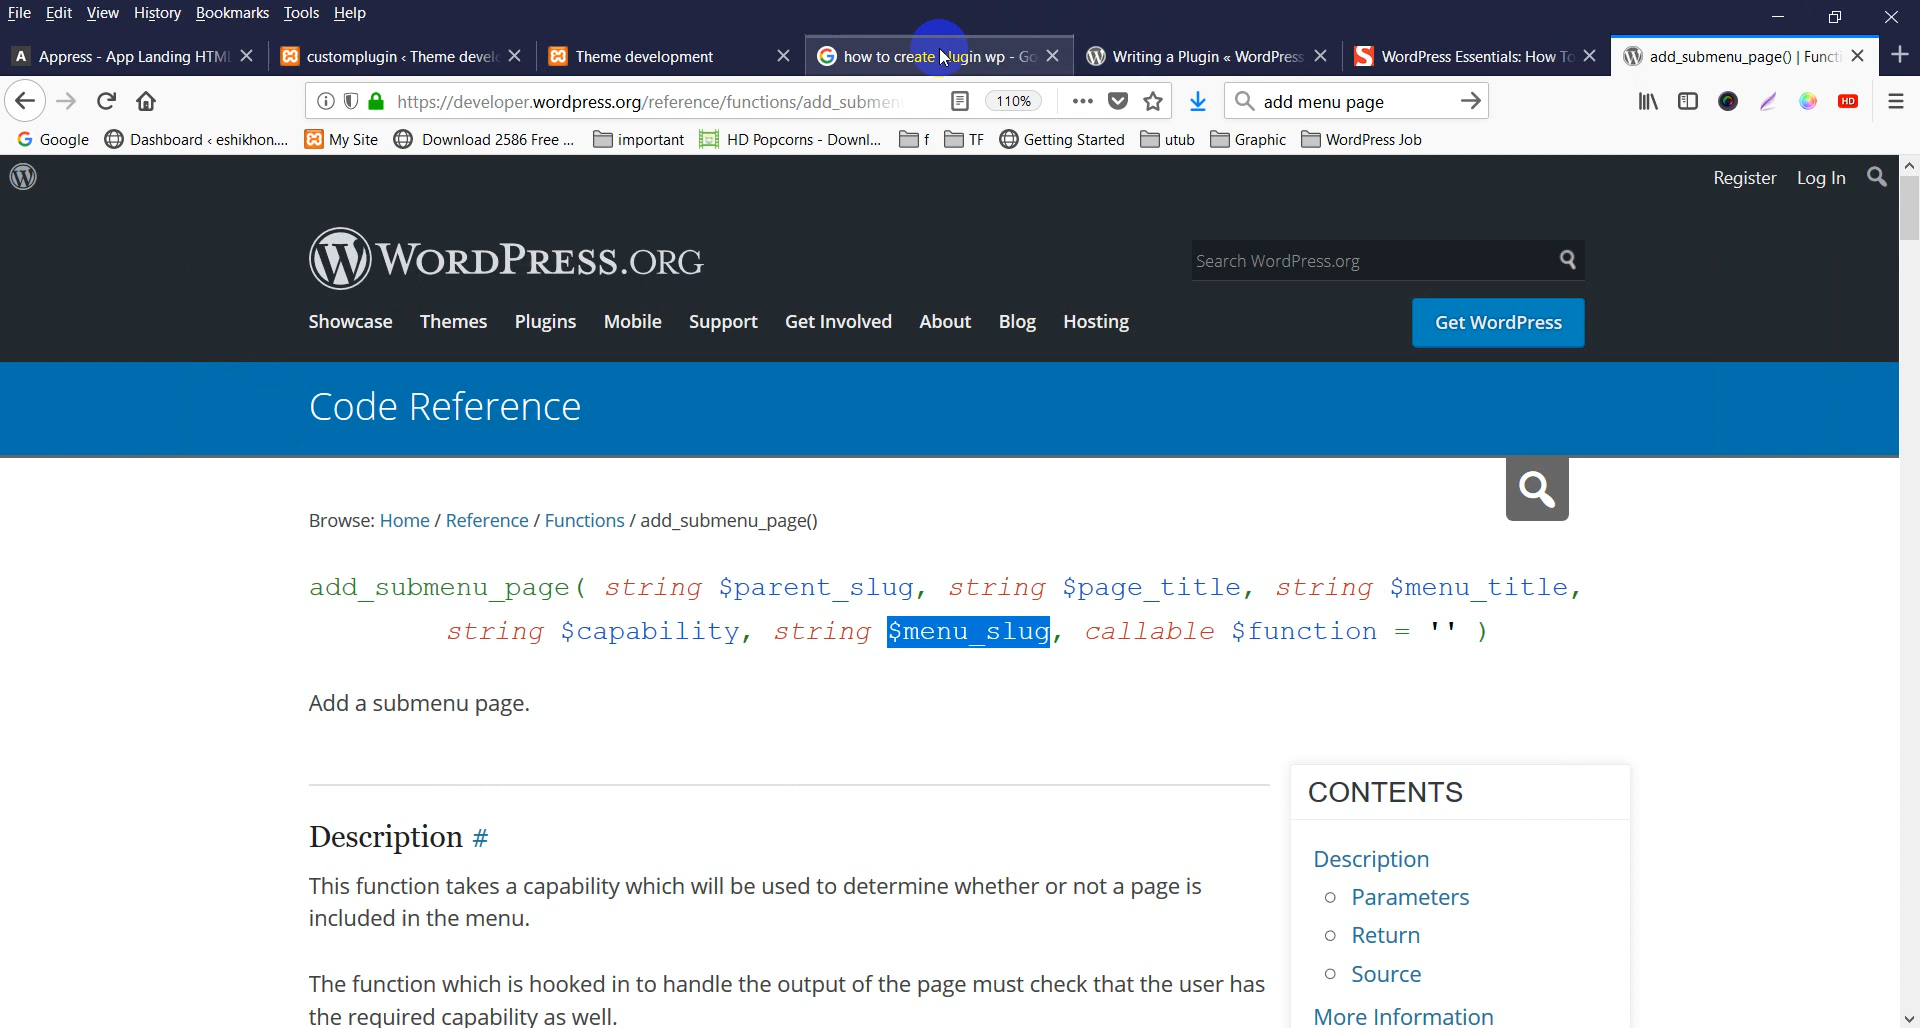 File Edit View History Bookmarks Tools Help
Appress - App Landing HTML customplugin ‹ Theme devel Theme development how to create plugin wp - Go Writing a Plugin « WordPress WordPress Essentials: How To add_submenu_page() | Functi
https://developer.wordpress.org/reference/functions/add_submen 110% add menu page HD
Google Dashboard ‹ eshikhon.... My Site Download 2586 Free ... important HD Popcorns - Downl... f TF Getting Started utub Graphic WordPress Job
Register Log In
WORDPRESS.ORG
Search WordPress.org
Showcase Themes Plugins Mobile Support Get Involved About Blog Hosting
Get WordPress
Code Reference
Browse: Home / Reference / Functions / add_submenu_page()
add_submenu_page( string $parent_slug, string $page_title, string $menu_title,
string $capability, string $menu_slug, callable $function = '' )
Add a submenu page.
Description #
This function takes a capability which will be used to determine whether or not a page is
included in the menu.
The function which is hooked in to handle the output of the page must check that the user has
the required capability as well.
CONTENTS
Description
Parameters
Return
Source
More Information